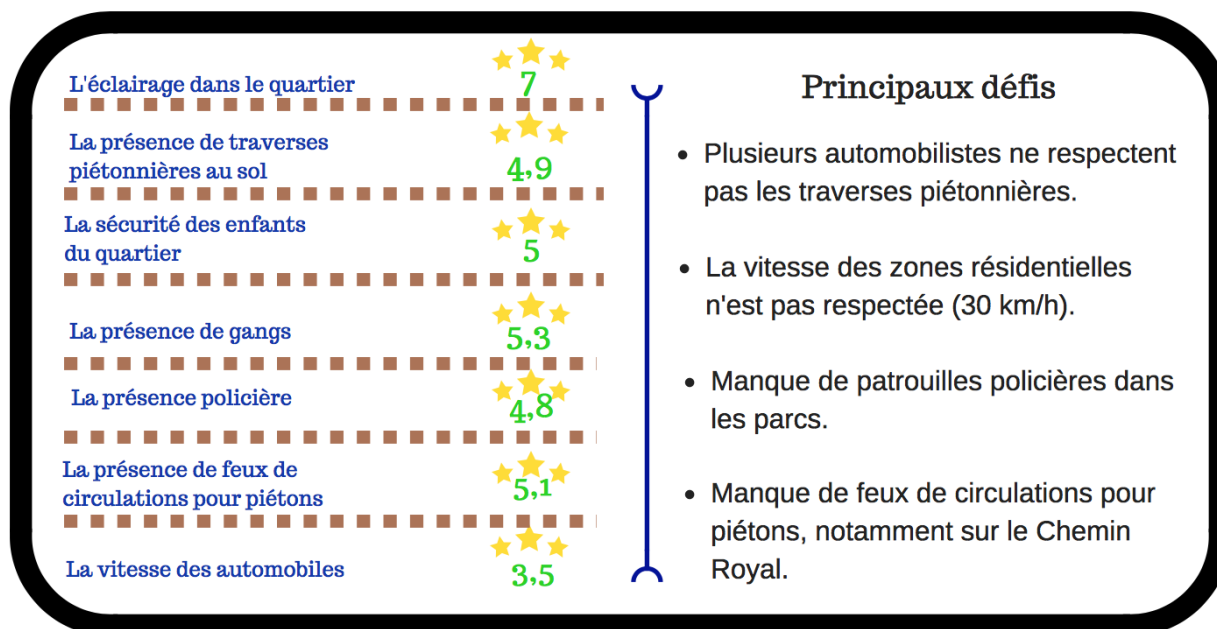 L'éclairage dans le quartier
7
La présence de traverses
piétonnières au sol
4,9
La sécurité des enfants
du quartier
5
La présence de gangs
5,3
La présence policière
4,8
La présence de feux de
circulations pour piétons
5,1
La vitesse des automobiles
3,5
Principaux défis
• Plusieurs automobilistes ne respectent
pas les traverses piétonnières.
• La vitesse des zones résidentielles
n'est pas respectée (30 km/h).
• Manque de patrouilles policières dans
les parcs.
• Manque de feux de circulations pour
piétons, notamment sur le Chemin
Royal.